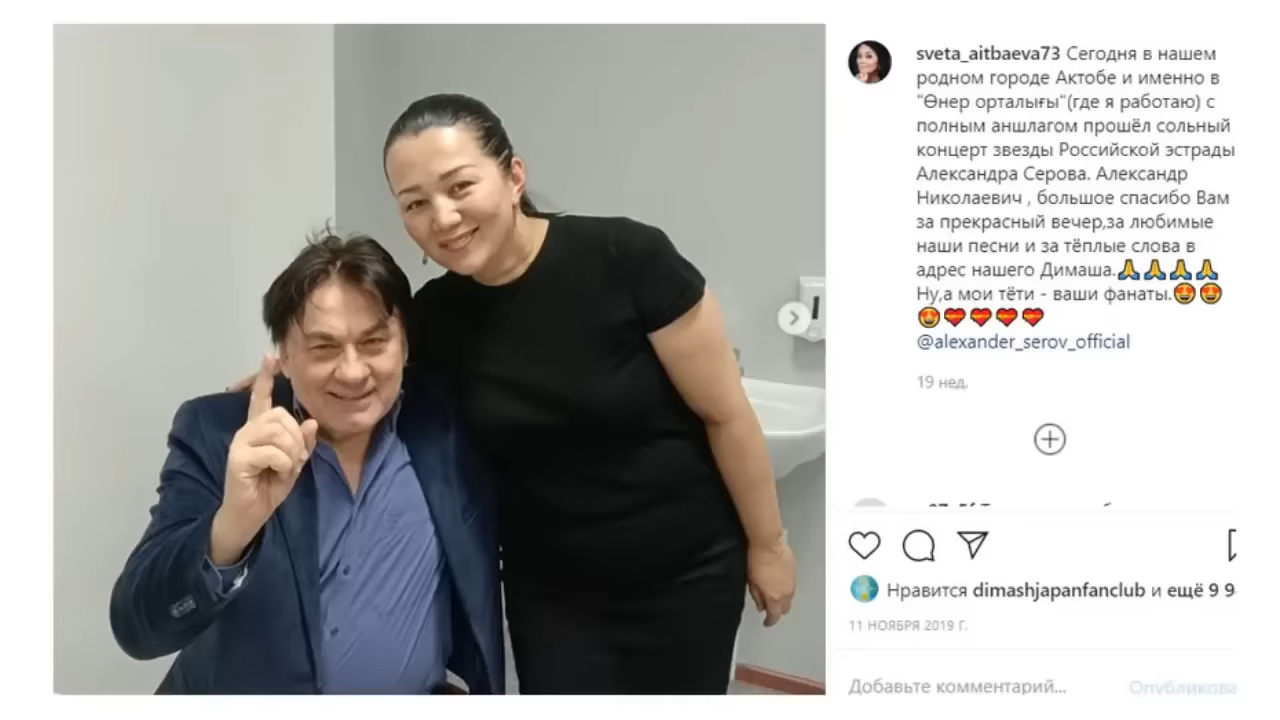 sveta_aitbaeva73 Сегодня в нашем
родном городе Актобе и именно в
"Өнер орталығы"(где я работаю) с
полным аншлагом прошёл сольный
концерт звезды Российской эстрады
Александра Серова. Александр
Николаевич , большое спасибо Вам
за прекрасный вечер,за любимые
наши песни и за тёплые слова в
адрес нашего Димаша.🙏🙏🙏🙏
Ну,а мои тёти - ваши фанаты.🤩🤩
🤩💝💝💝💝
@alexander_serov_official
19 нед.
Нравится dimashjapanfanclub и ещё 9 9
11 НОЯБРЯ 2019 Г.
Добавьте комментарий...